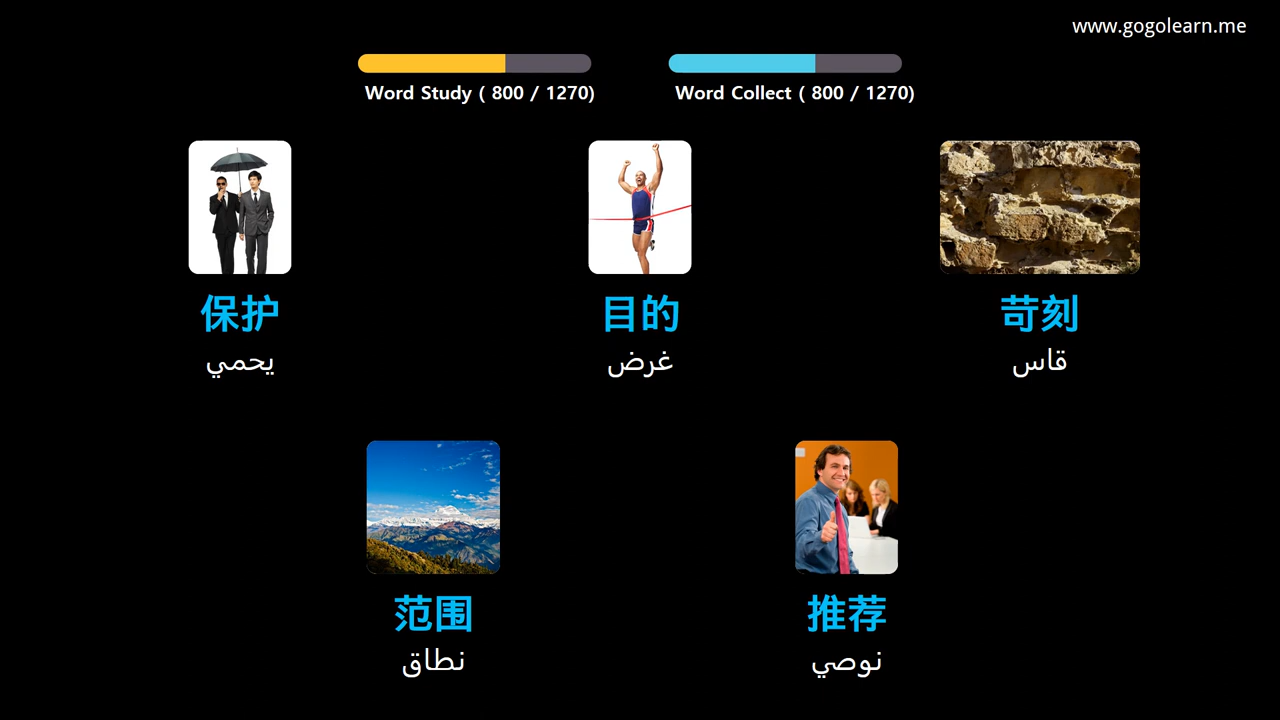 www.gogolearn.me
Word Study ( 800 / 1270)
Word Collect ( 800 / 1270)
保护
يحمي
目的
غرض
苛刻
قاس
范围
نطاق
推荐
نوصي